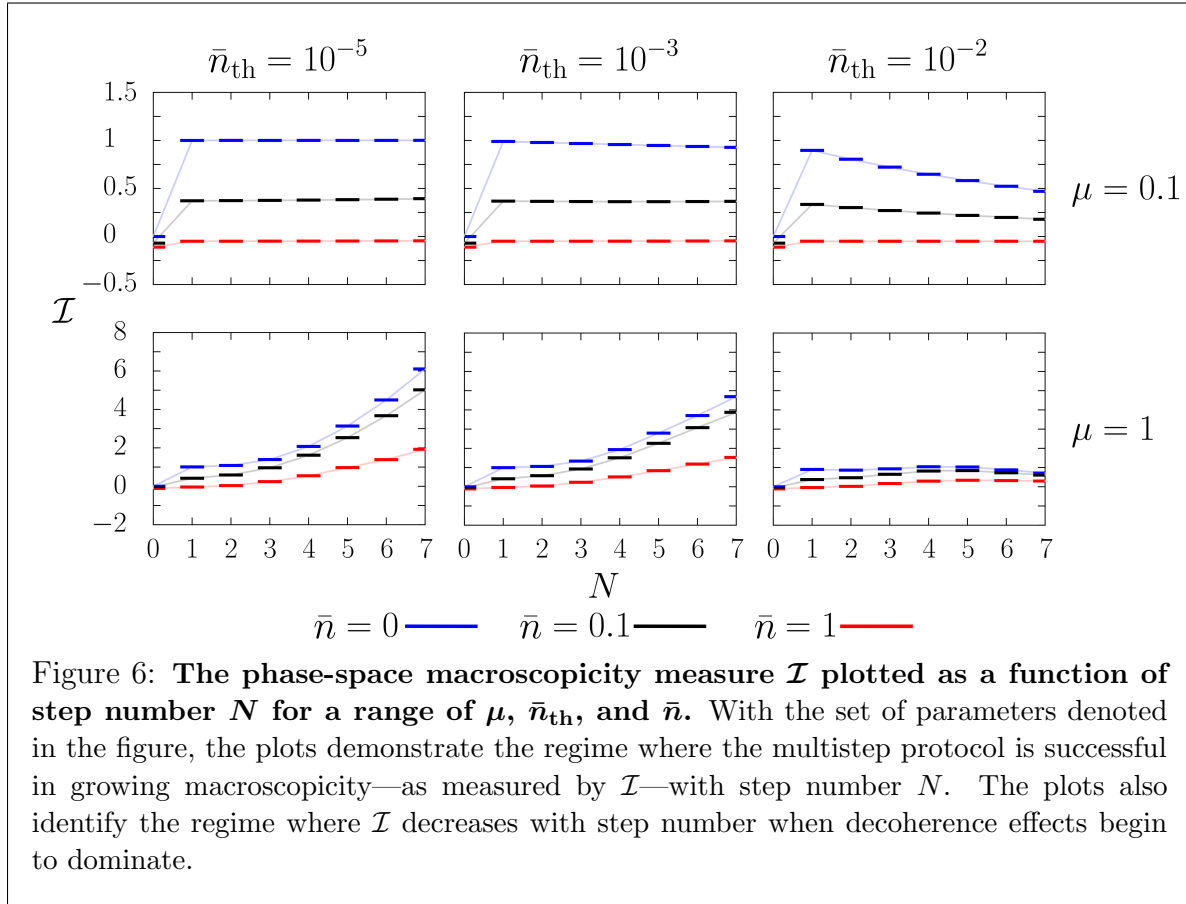 n̄th = 10−5 n̄th = 10−3 n̄th = 10−2
1.5
1
0.5
0
−0.5
μ = 0.1
ℐ
8
6
4
2
0
−2
μ = 1
0 1 2 3 4 5 6 7 0 1 2 3 4 5 6 7 0 1 2 3 4 5 6 7
N
n̄ = 0 n̄ = 0.1 n̄ = 1
Figure 6: The phase-space macroscopicity measure ℐ plotted as a function of
step number N for a range of μ, n̄th, and n̄. With the set of parameters denoted
in the figure, the plots demonstrate the regime where the multistep protocol is successful
in growing macroscopicity—as measured by ℐ—with step number N. The plots also
identify the regime where ℐ decreases with step number when decoherence effects begin
to dominate.